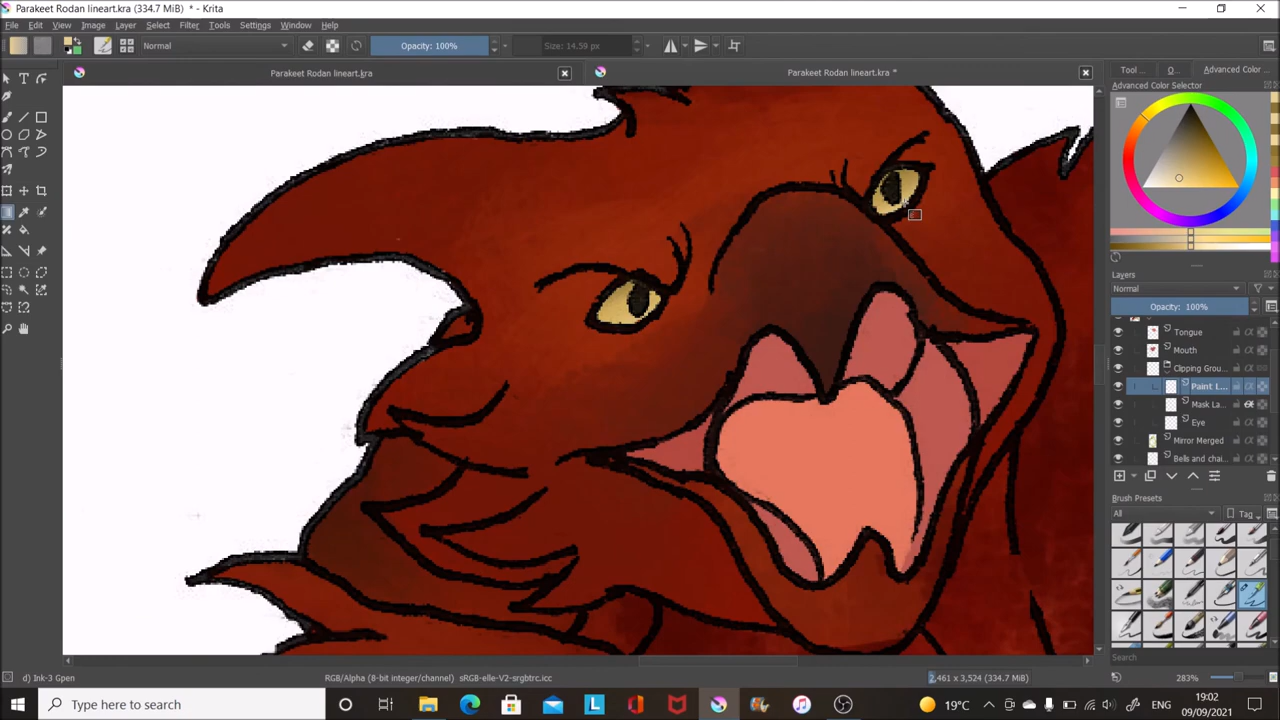 Parakeet Rodan lineart.kra (334.7 MiB) * - Krita
File Edit View Image Layer Select Filter Tools Settings Window Help
Normal Opacity: 100% Size: 14.59 px
Parakeet Rodan lineart.kra Parakeet Rodan lineart.kra *
Tool ... O... Advanced Color ...
Advanced Color Selector
Layers
Normal
Opacity: 100%
Tongue
Mouth
Clipping Grou...
Paint l...
Mask La...
Eye
Mirror Merged
Bells and chai...
Brush Presets
All Tag
Search
d) Ink-3 Gpen RGB/Alpha (8-bit integer/channel) sRGB-elle-V2-srgbtrc.icc 2,461 x 3,524 (334.7 MiB) 283%
Type here to search 19°C 19:02
09/09/2021